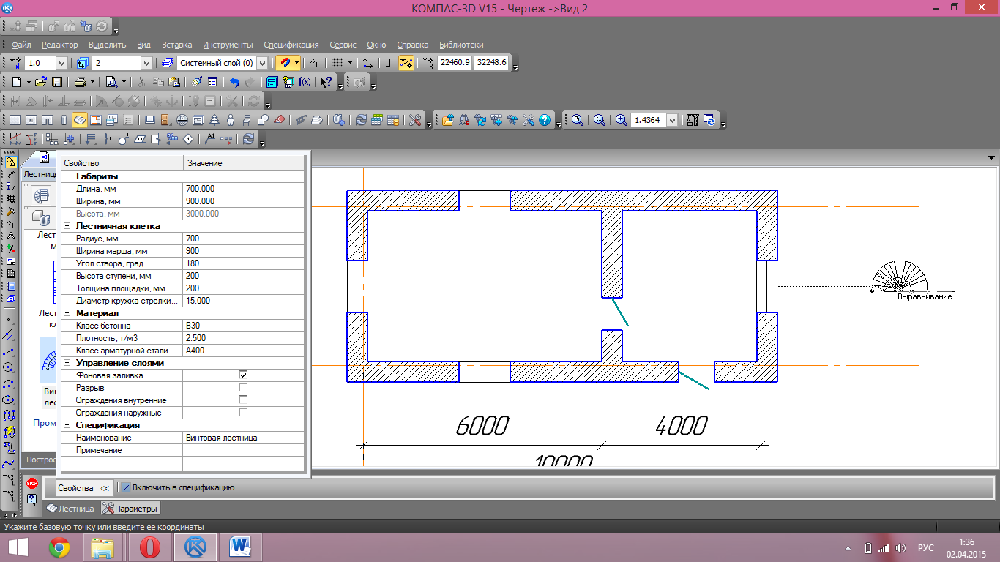 КОМПАС-3D V15 - Чертеж ->Вид 2
Файл Редактор Выделить Вид Вставка Инструменты Спецификация Сервис Окно Справка Вид Вид Библиотеки
1.0 2 Системный слой (0) 22460.9 32248.6
f(x)
1.4364
Свойство Значение
Лестниц
Габариты
Длина, мм 700.000
Ширина, мм 900.000
Высота, мм 3000.000
Лестничная клетка
Лест
Радиус, мм 700
Ширина марша, мм 900
Угол створа, град. 180
Высота ступени, мм 200
Толщина площадки, мм 200
Диаметр кружка стрелки... 15.000
Выравнивание
Материал
Лест
Класс бетонна B30
Плотность, т/м3 2.500
Класс арматурной стали A400
Управление слоями
Фоновая заливка
Разрыв
Ви
Ограждения внутренние
лес
Ограждения наружные
Пром
Спецификация
Наименование Винтовая лестница
Примечание
Построе
6000 4000
10000
STOP
Свойства << Включить в спецификацию
Лестница Параметры
Укажите базовую точку или введите ее координаты
РУС 1:36
02.04.2015